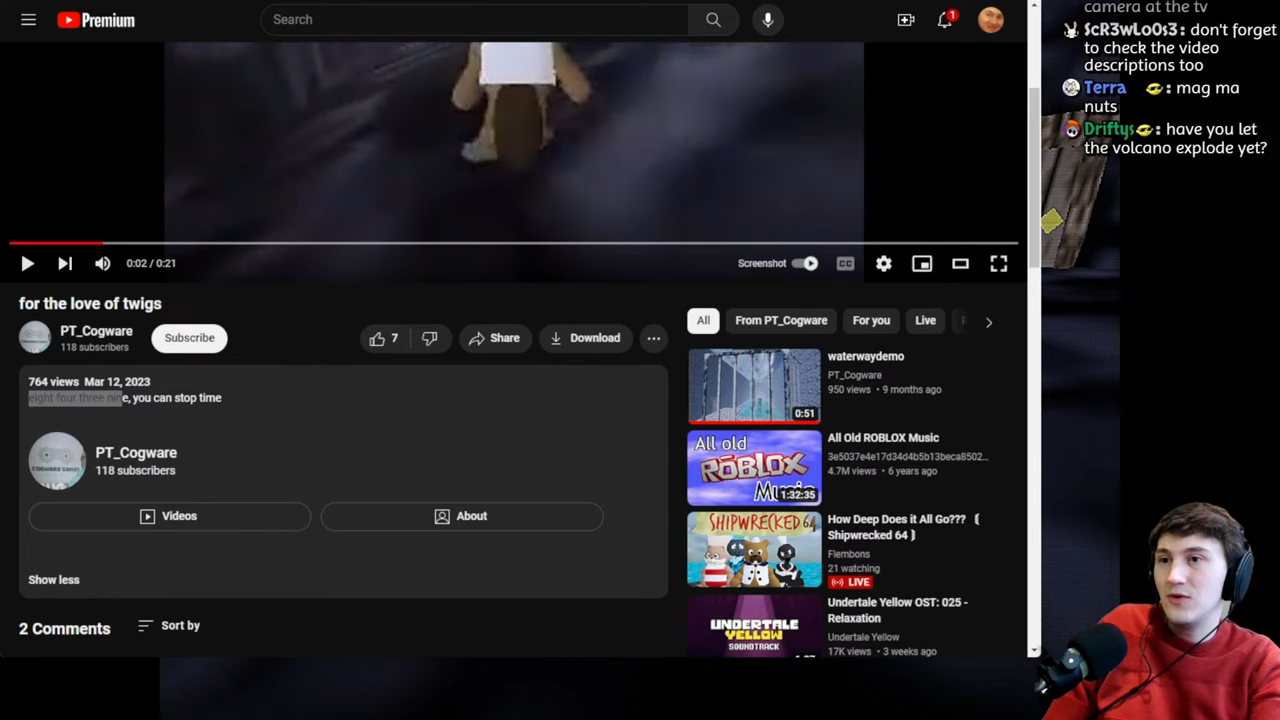 Premium
Search
1
0:02 / 0:21
Screenshot
CC
for the love of twigs
PT_Cogware
118 subscribers
Subscribe
7
Share
Download
764 views Mar 12, 2023
eight four three nine, you can stop time
PT_Cogware
118 subscribers
Videos
About
Show less
2 Comments
Sort by
All
From PT_Cogware
For you
Live
waterwaydemo
PT_Cogware
950 views • 9 months ago
0:51
All old
ROBLOX
Music
1:32:35
All Old ROBLOX Music
3e5037e4e17d34d4b5b13beca8502...
4.7M views • 6 years ago
SHIPWRECKED 64
How Deep Does it All Go???【
Shipwrecked 64】
Flembons
21 watching
LIVE
UNDERTALE
YELLOW
SOUNDTRACK
Undertale Yellow OST: 025 -
Relaxation
Undertale Yellow
17K views • 3 weeks ago
camera at the tv
ScR3wLo0s3: don't forget
to check the video
descriptions too
Terra : mag ma
nuts
Driftys : have you let
the volcano explode yet?